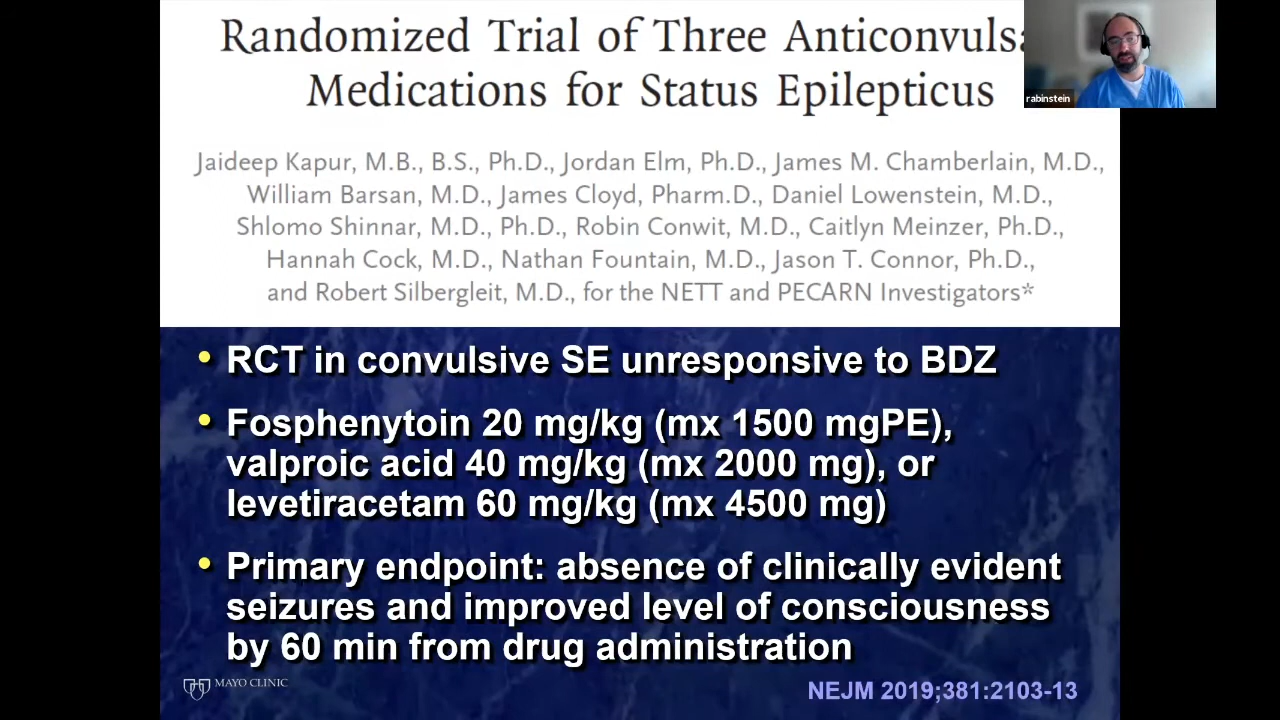 Randomized Trial of Three Anticonvulsa
Medications for Status Epilepticus
rabinstein
Jaideep Kapur, M.B., B.S., Ph.D., Jordan Elm, Ph.D., James M. Chamberlain, M.D.,
William Barsan, M.D., James Cloyd, Pharm.D., Daniel Lowenstein, M.D.,
Shlomo Shinnar, M.D., Ph.D., Robin Conwit, M.D., Caitlyn Meinzer, Ph.D.,
Hannah Cock, M.D., Nathan Fountain, M.D., Jason T. Connor, Ph.D.,
and Robert Silbergleit, M.D., for the NETT and PECARN Investigators*
• RCT in convulsive SE unresponsive to BDZ
• Fosphenytoin 20 mg/kg (mx 1500 mgPE),
valproic acid 40 mg/kg (mx 2000 mg), or
levetiracetam 60 mg/kg (mx 4500 mg)
• Primary endpoint: absence of clinically evident
seizures and improved level of consciousness
by 60 min from drug administration
MAYO CLINIC
NEJM 2019;381:2103-13